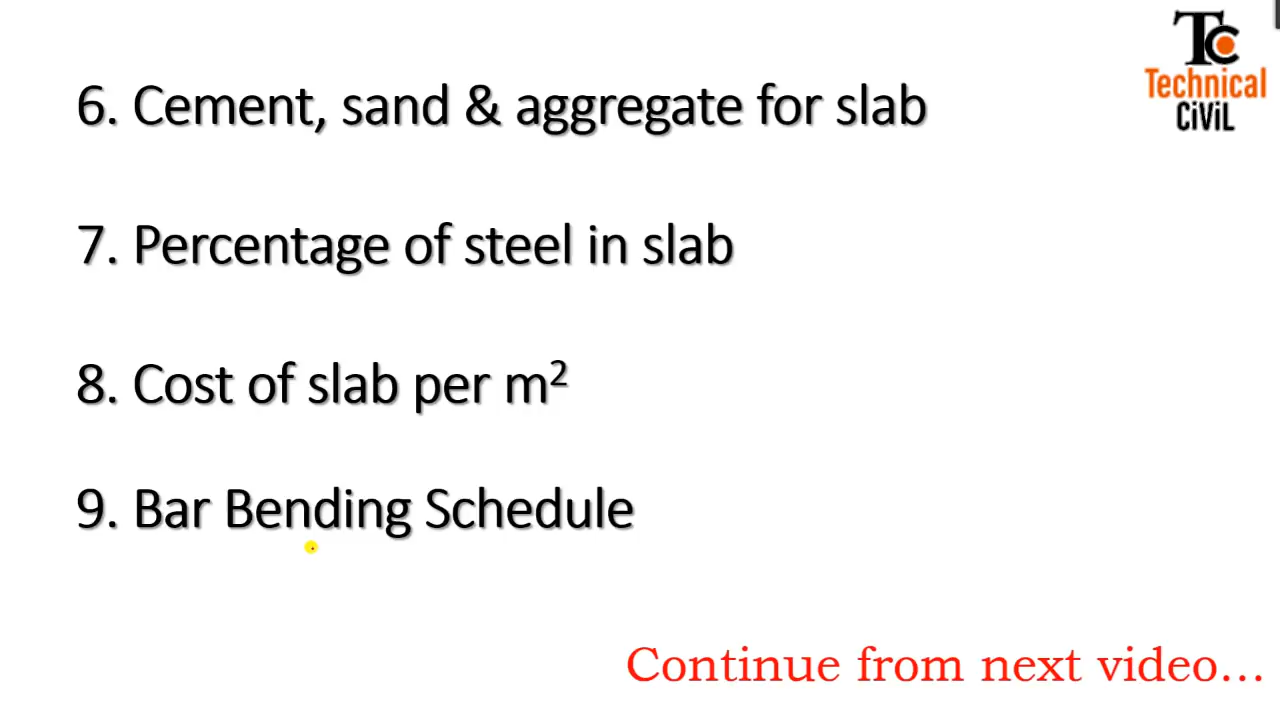 Tc
Technical
CiViL
6. Cement, sand & aggregate for slab
7. Percentage of steel in slab
8. Cost of slab per m²
9. Bar Bending Schedule
Continue from next video...